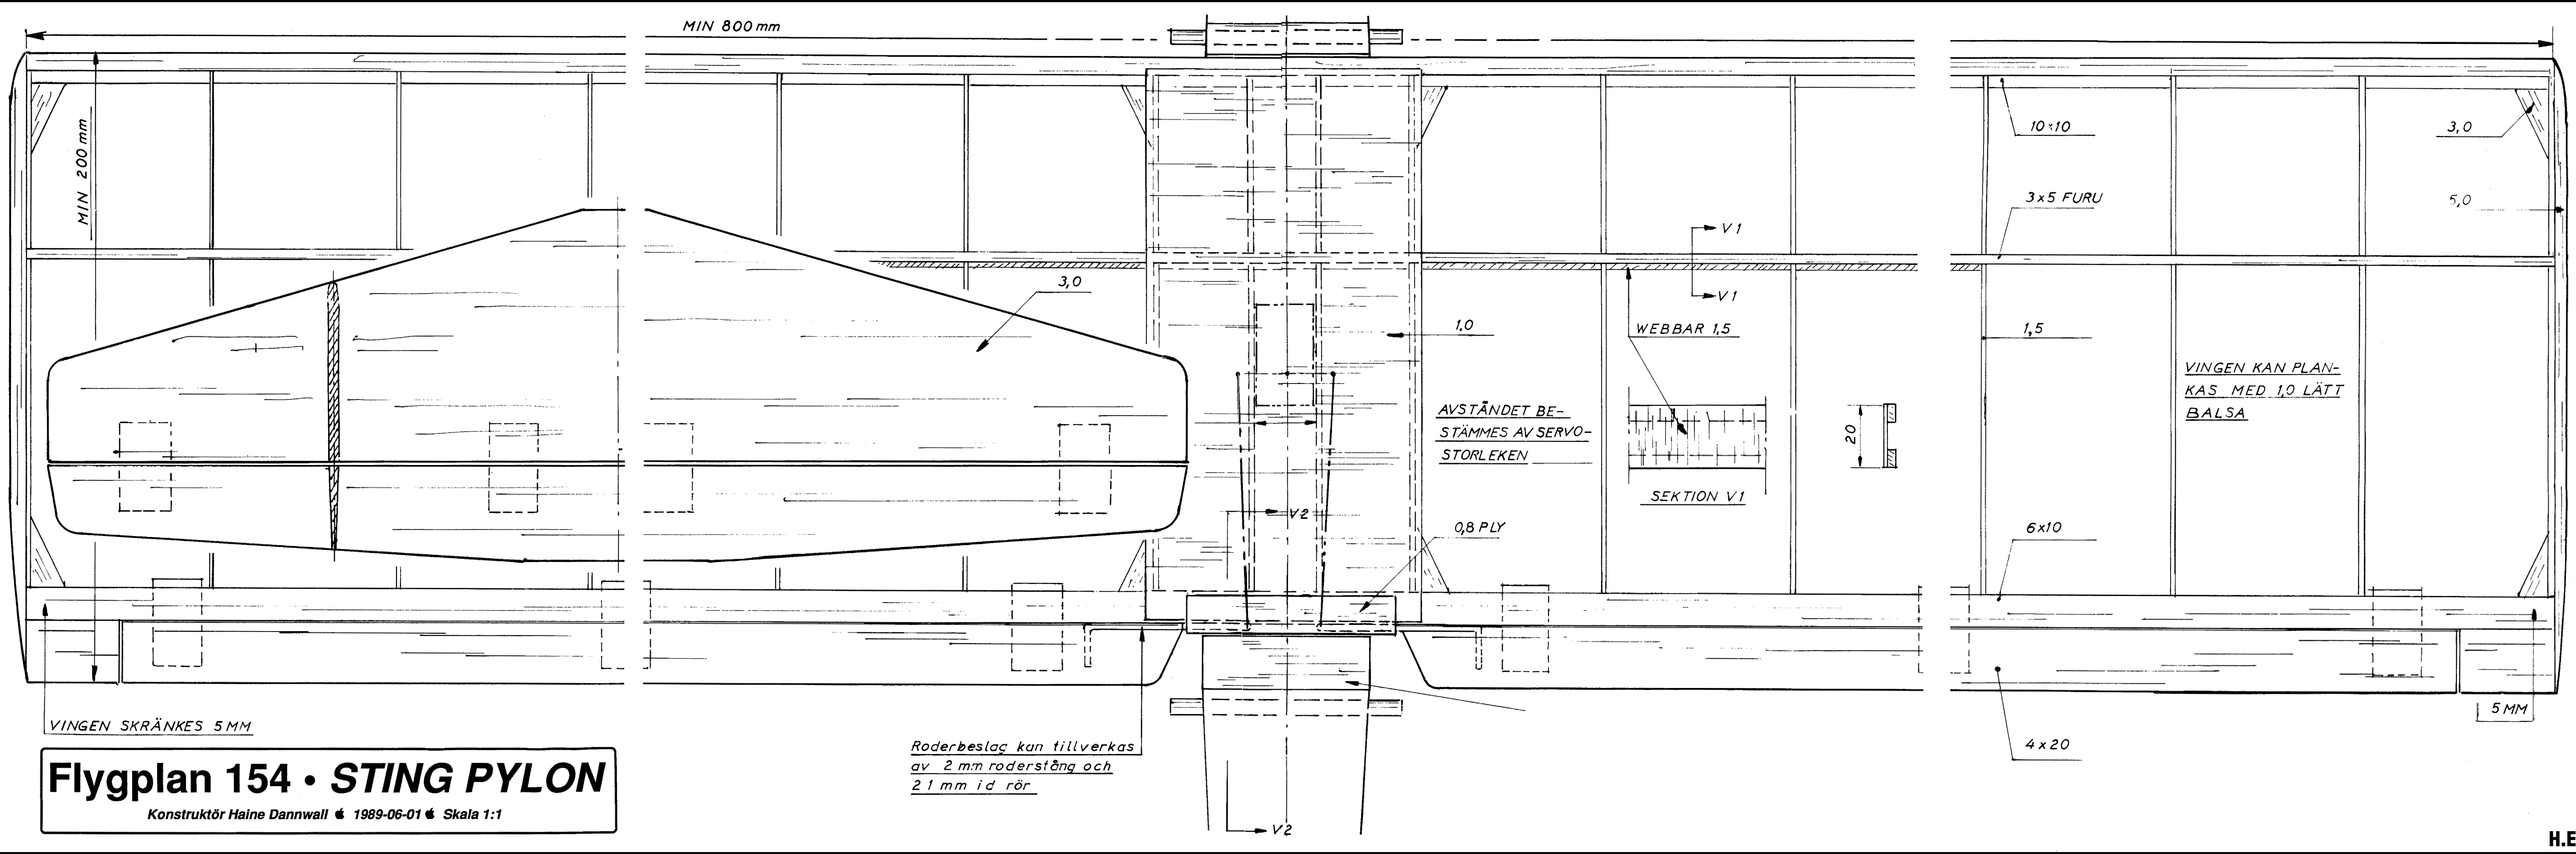 MIN 800 mm
MIN 200 mm
10×10
3,0
3x5 FURU
5,0
V1
V1
3,0
1,0
WEBBAR 1,5
1,5
VINGEN KAN PLAN-
KAS MED 1,0 LÄTT
BALSA
AVSTÅNDET BE-
STÄMMES AV SERVO-
STORLEKEN
20
SEKTION V1
V2
0,8 PLY
6x10
VINGEN SKRÄNKES 5 MM
5 MM
4x20
Roderbeslag kan tillverkas
av 2 mm roderstång och
21 mm id rör
Flygplan 154 • STING PYLON
Konstruktör Haine Dannwall 1989-06-01 Skala 1:1
V2
H.E